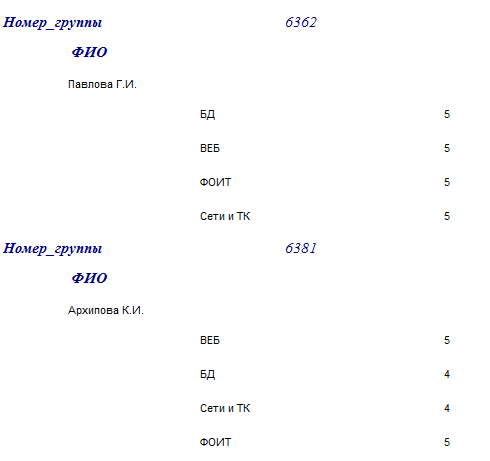 Номер_группы 6362
ФИО
Павлова Г.И.
БД 5
ВЕБ 5
ФОИТ 5
Сети и ТК 5
Номер_группы 6381
ФИО
Архипова К.И.
ВЕБ 5
БД 4
Сети и ТК 4
ФОИТ 5